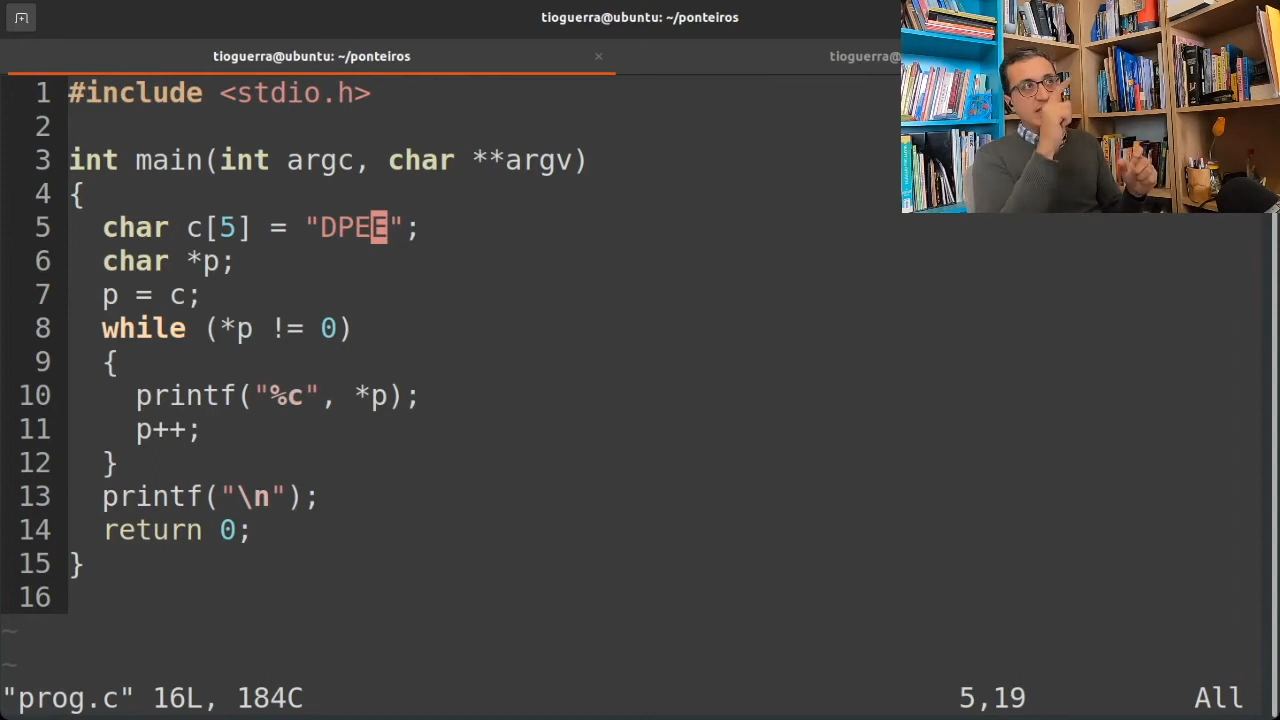 tioguerra@ubuntu: ~/ponteiros
tioguerra@ubuntu: ~/ponteiros × tioguerra@
1 #include <stdio.h>
2
3 int main(int argc, char **argv)
4 {
5   char c[5] = "DPEE";
6   char *p;
7   p = c;
8   while (*p != 0)
9   {
10     printf("%c", *p);
11     p++;
12   }
13   printf("\n");
14   return 0;
15 }
16
~
~
"prog.c" 16L, 184C 5,19 All